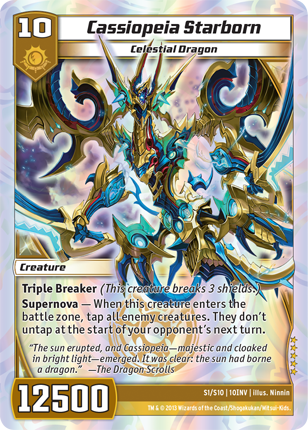 10
Cassiopeia Starborn
Celestial Dragon
Creature
Triple Breaker (This creature breaks 3 shields.)
Supernova — When this creature enters the
battle zone, tap all enemy creatures. They don’t
untap at the start of your opponent’s next turn.
“The sun erupted, and Cassiopeia—majestic and cloaked
in bright light—emerged. It was clear: the sun had borne
a dragon.” —The Dragon Scrolls
12500
S1/S10 | 10INV | illus. Ninnin
TM & © 2013 Wizards of the Coast/Shogakukan/Mitsui-Kids.